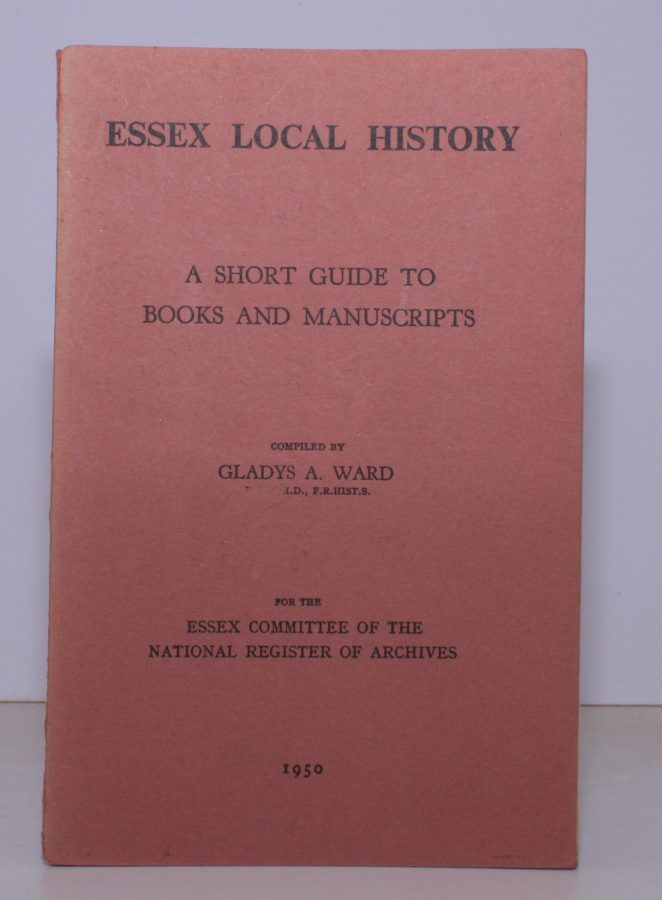 ESSEX LOCAL HISTORY
A SHORT GUIDE TO
BOOKS AND MANUSCRIPTS
COMPILED BY
GLADYS A. WARD
F.R.HIST.S.
FOR THE
ESSEX COMMITTEE OF THE
NATIONAL REGISTER OF ARCHIVES
1950